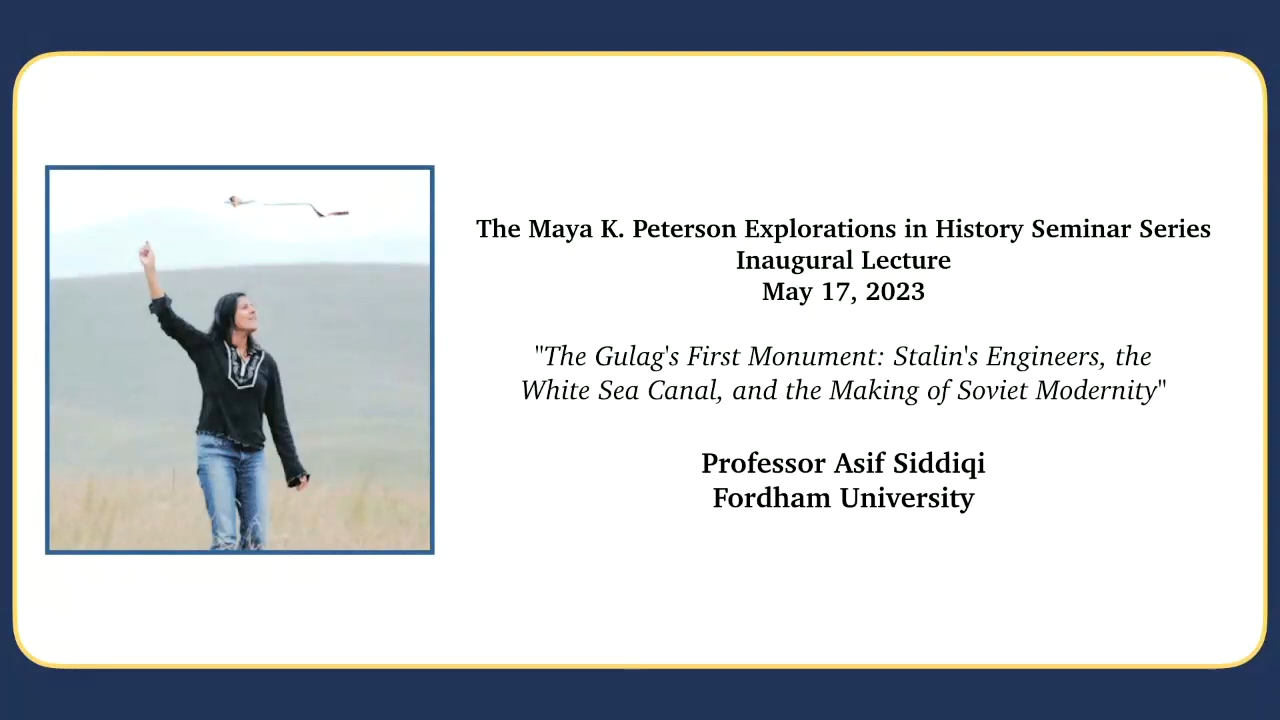 The Maya K. Peterson Explorations in History Seminar Series
Inaugural Lecture
May 17, 2023
"The Gulag's First Monument: Stalin's Engineers, the
White Sea Canal, and the Making of Soviet Modernity"
Professor Asif Siddiqi
Fordham University